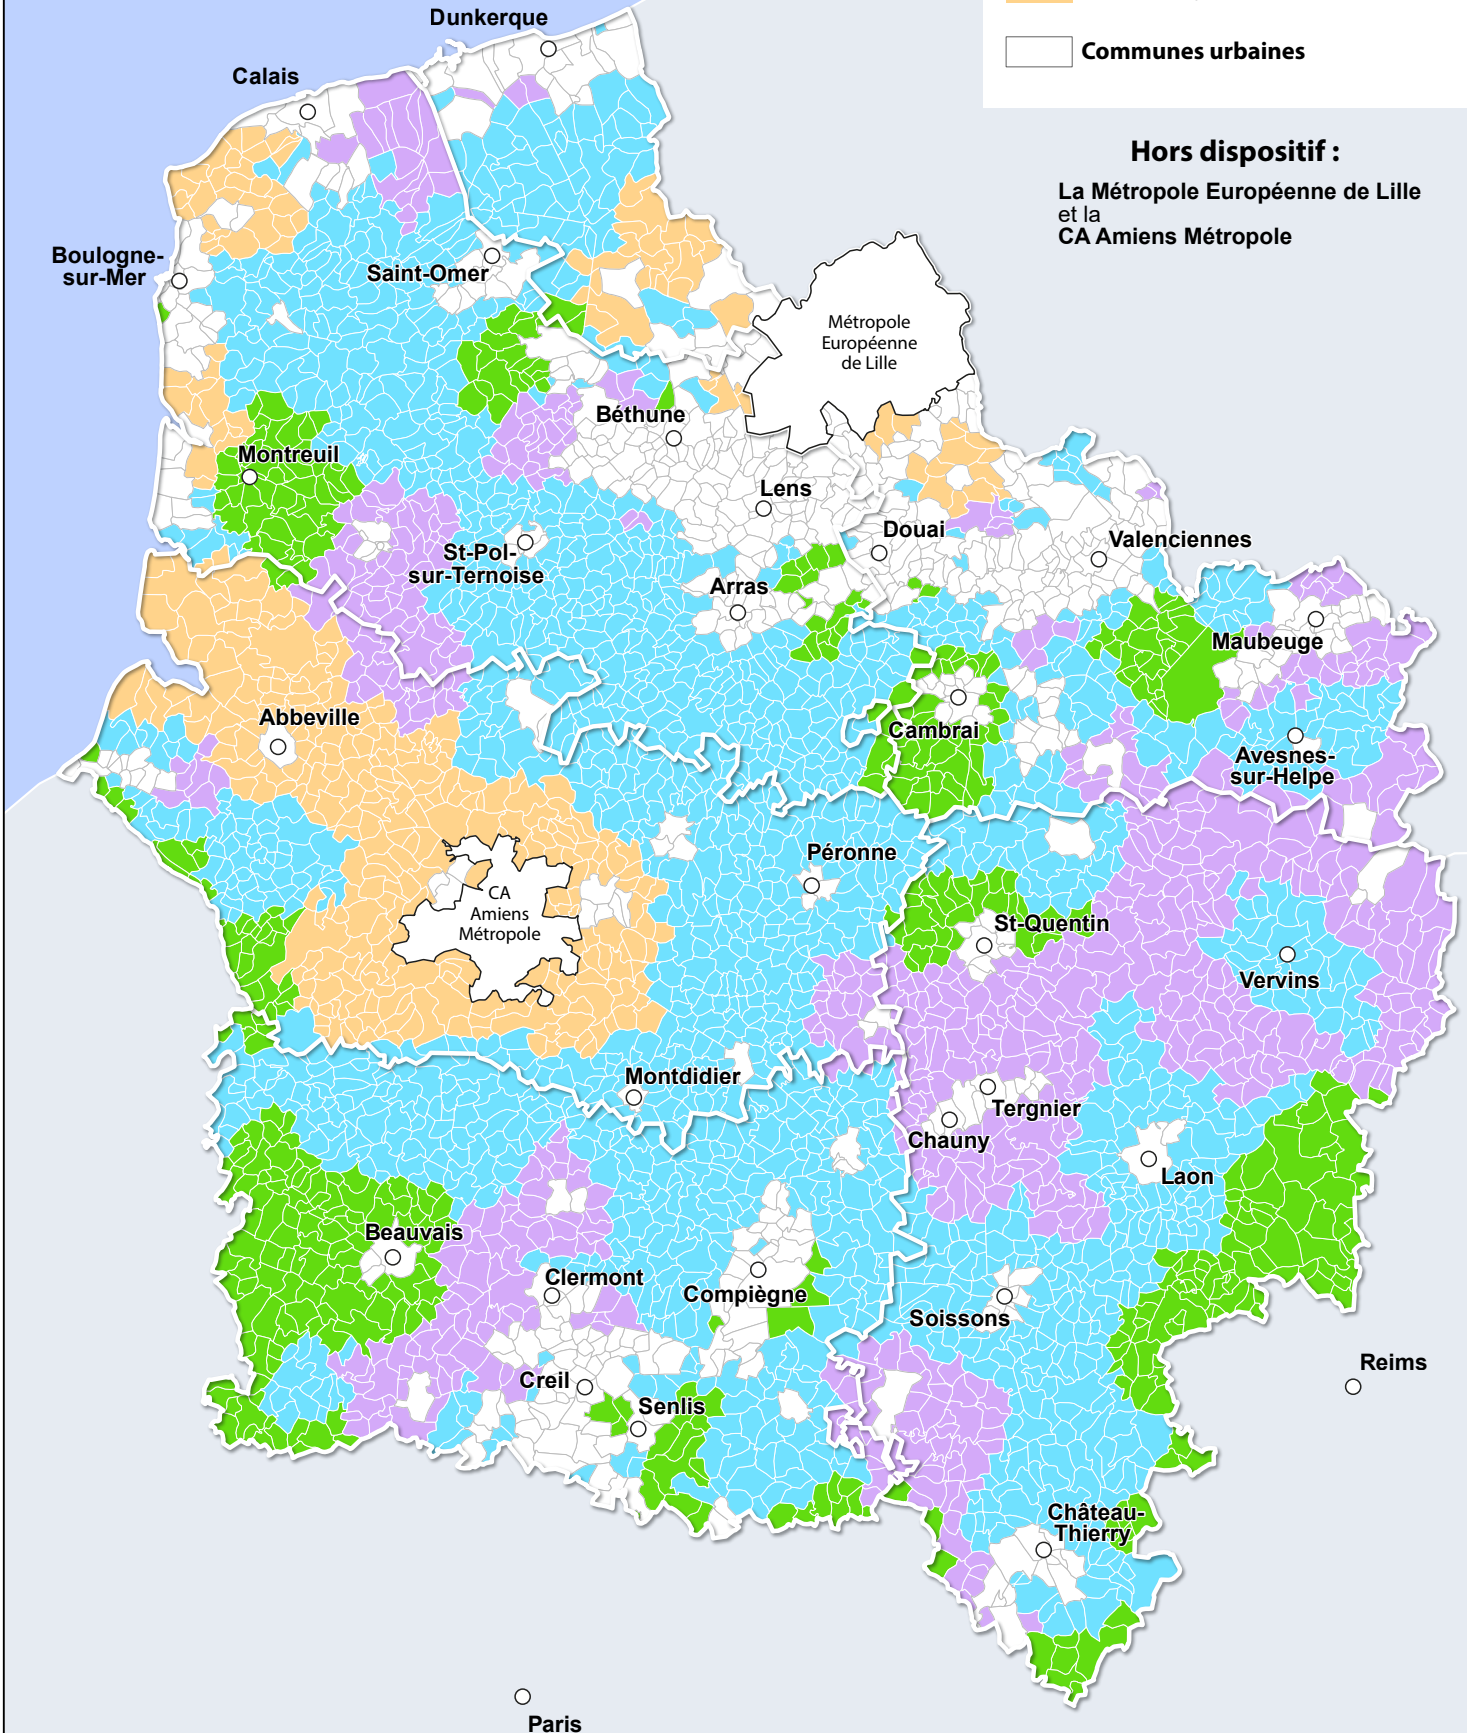 Dunkerque
Communes urbaines
Calais
Hors dispositif :
La Métropole Européenne de Lille
et la
CA Amiens Métropole
Boulogne-
sur-Mer
Saint-Omer
Métropole
Européenne
de Lille
Béthune
Montreuil
Lens
Douai
Valenciennes
St-Pol-
sur-Ternoise
Arras
Maubeuge
Abbeville
Cambrai
Avesnes-
sur-Helpe
Péronne
CA
Amiens
Métropole
St-Quentin
Vervins
Montdidier
Tergnier
Chauny
Laon
Beauvais
Clermont
Compiègne
Soissons
Reims
Creil
Senlis
Château-
Thierry
Paris